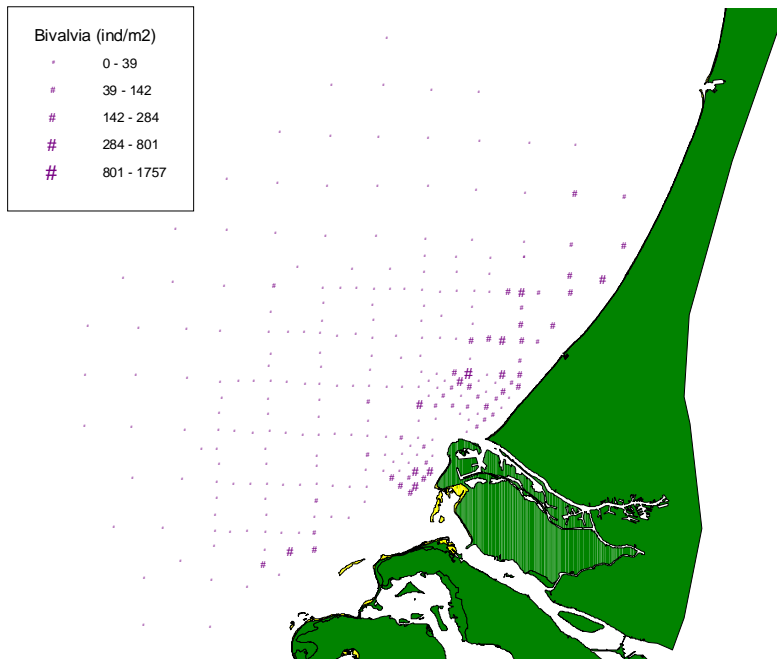 Bivalvia (ind/m2)
# 0 - 39
# 39 - 142
# 142 - 284
# 284 - 801
# 801 - 1757